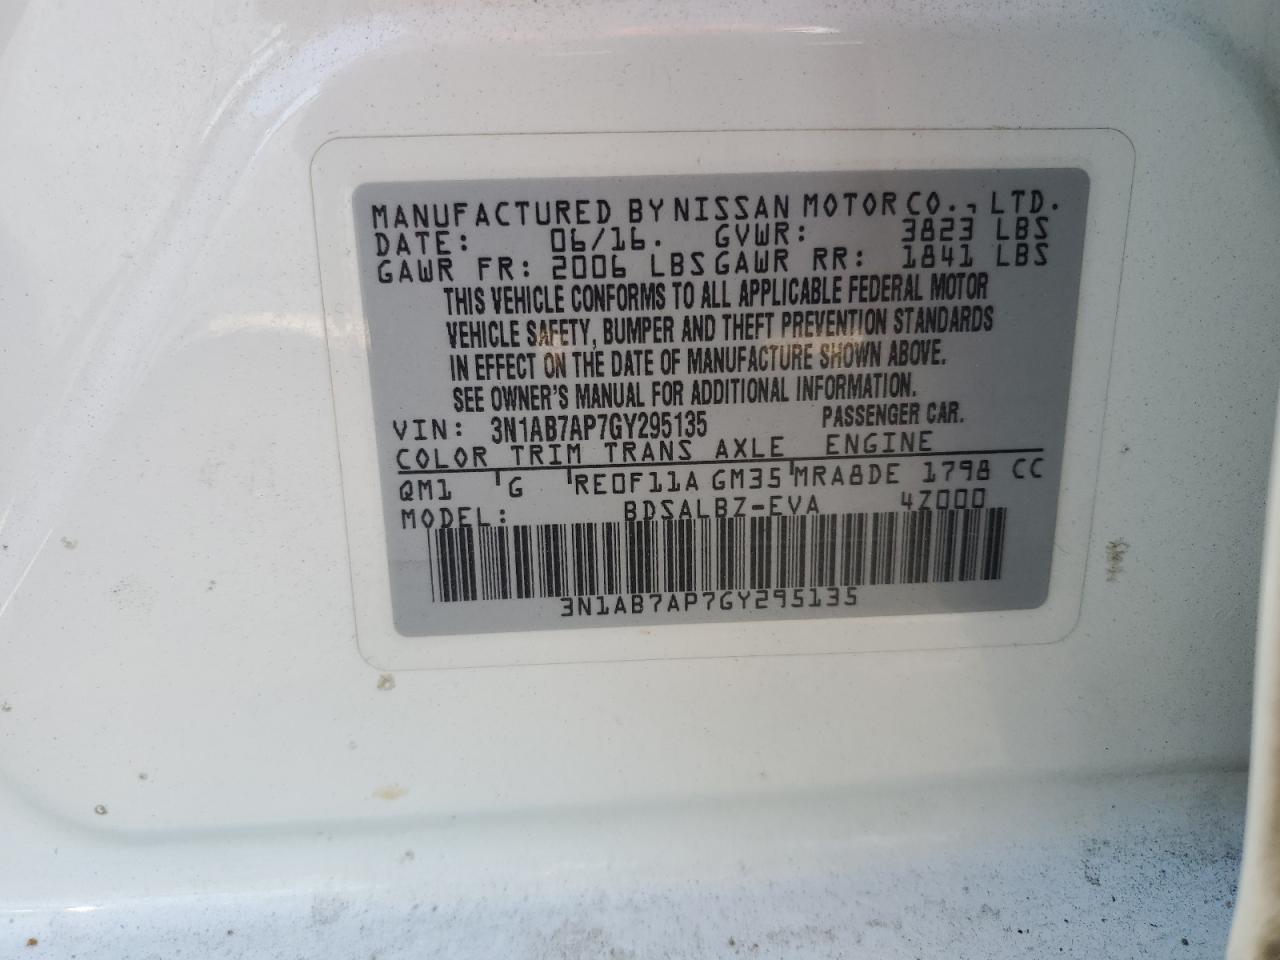 MANUFACTURED BY NISSAN MOTOR CO., LTD.
DATE: 06/16. GVWR: 3823 LBS
GAWR FR: 2006 LBS GAWR RR: 1841 LBS
THIS VEHICLE CONFORMS TO ALL APPLICABLE FEDERAL MOTOR
VEHICLE SAFETY, BUMPER AND THEFT PREVENTION STANDARDS
IN EFFECT ON THE DATE OF MANUFACTURE SHOWN ABOVE.
SEE OWNER'S MANUAL FOR ADDITIONAL INFORMATION.
VIN: 3N1AB7AP7GY295135 PASSENGER CAR.
COLOR TRIM TRANS AXLE ENGINE
QM1 G RE0F11A GM35 MRA8DE 1798 CC
MODEL: BDSALBZ-EVA 4Z000
3N1AB7AP7GY295135